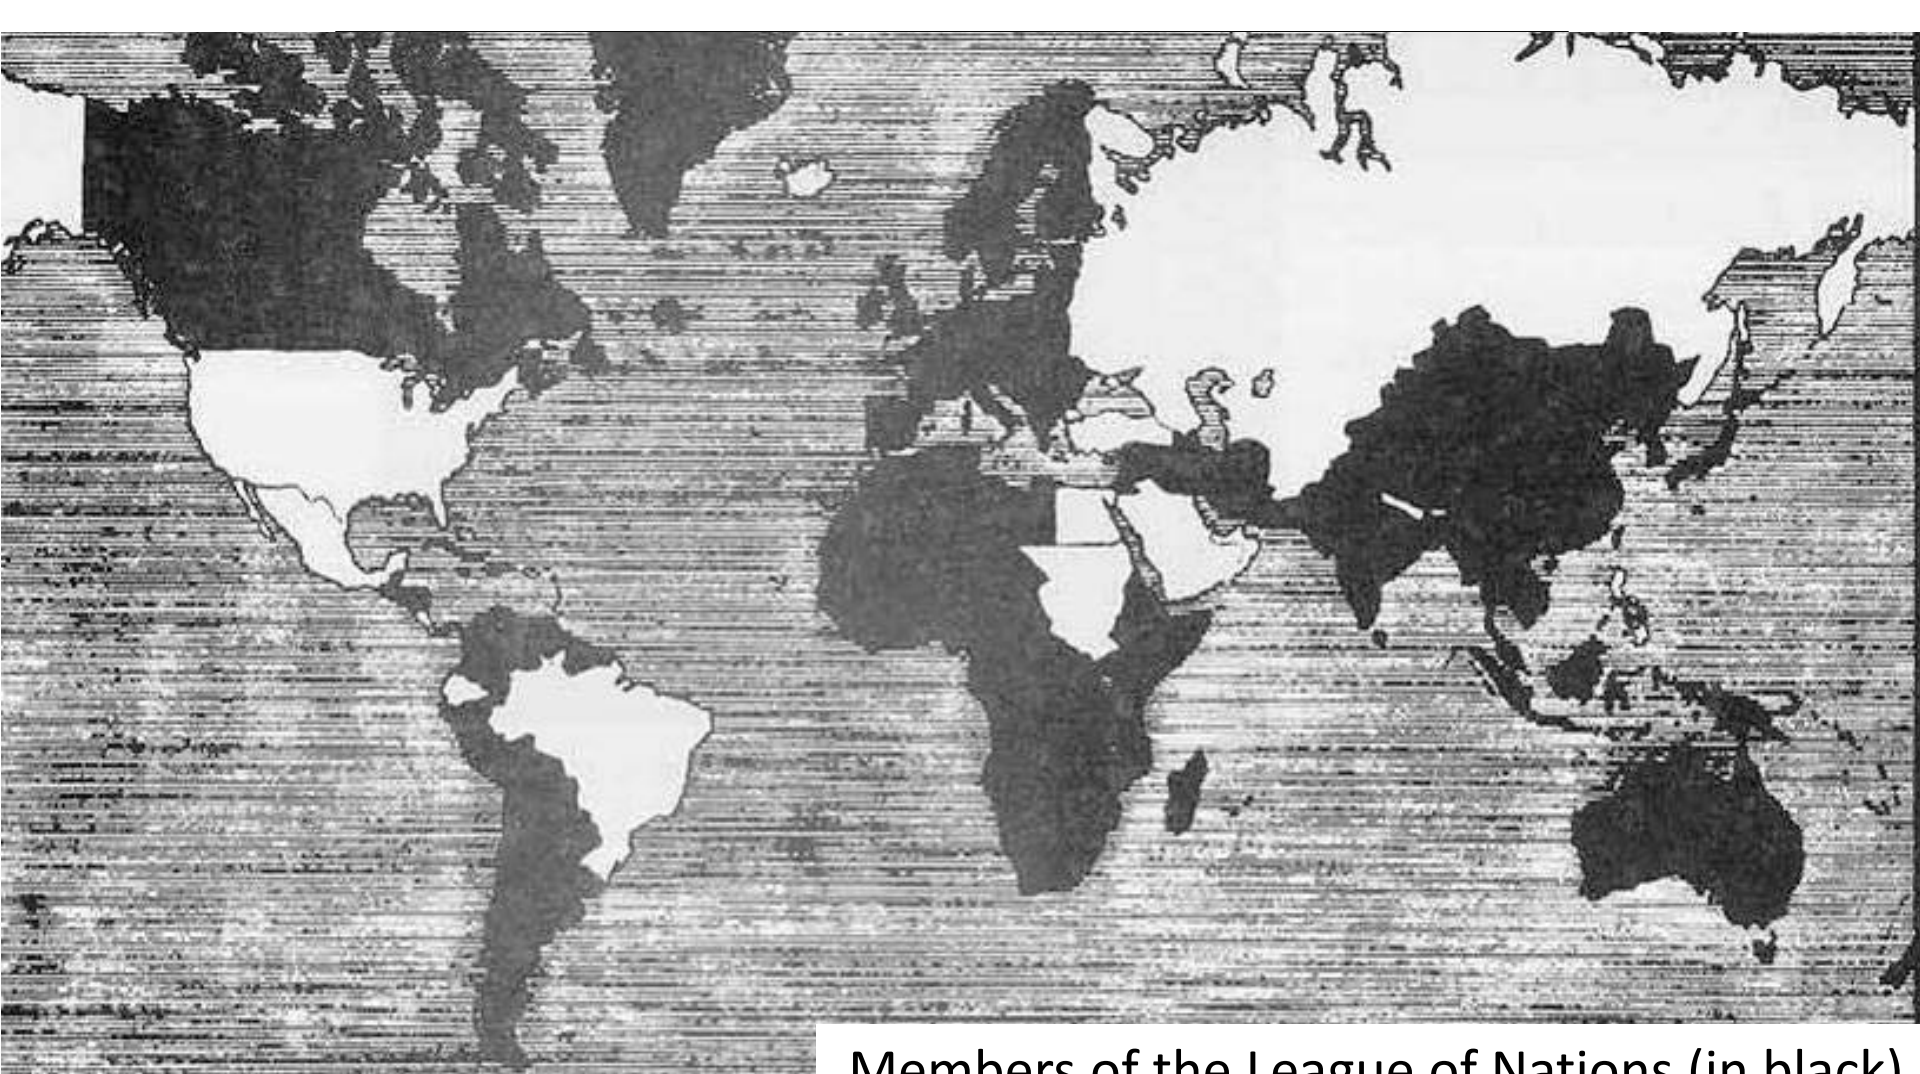 Members of the League of Nations (in black)